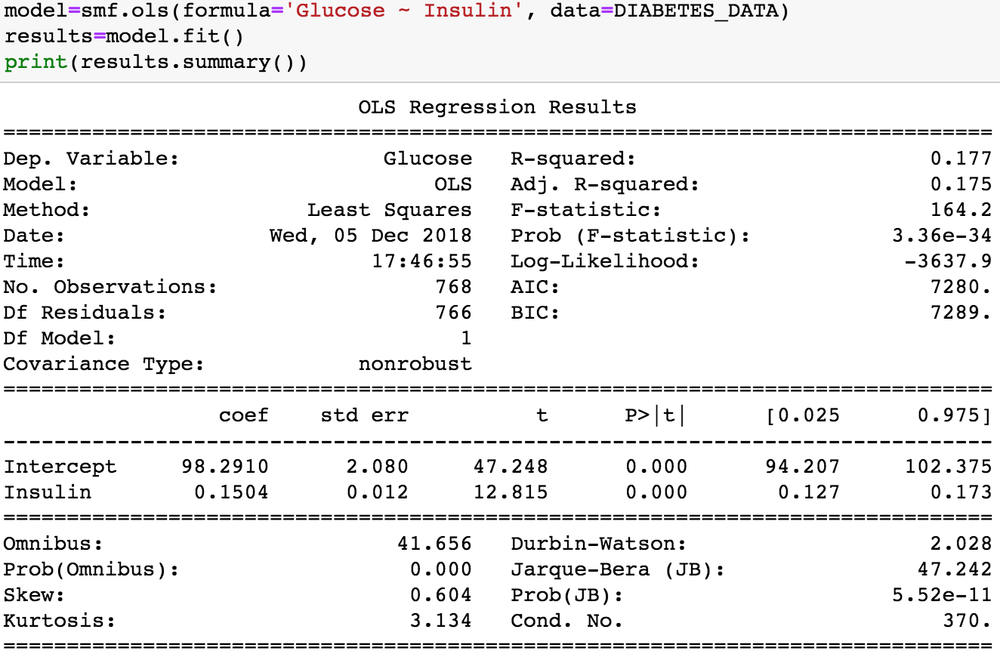 model=smf.ols(formula='Glucose ~ Insulin', data=DIABETES_DATA)
results=model.fit()
print(results.summary())
OLS Regression Results
==============================================================================
Dep. Variable:                Glucose   R-squared:                       0.177
Model:                            OLS   Adj. R-squared:                  0.175
Method:                 Least Squares   F-statistic:                     164.2
Date:                Wed, 05 Dec 2018   Prob (F-statistic):           3.36e-34
Time:                        17:46:55   Log-Likelihood:                -3637.9
No. Observations:                 768   AIC:                             7280.
Df Residuals:                     766   BIC:                             7289.
Df Model:                           1
Covariance Type:            nonrobust
==============================================================================
                 coef    std err          t      P>|t|      [0.025      0.975]
------------------------------------------------------------------------------
Intercept     98.2910      2.080     47.248      0.000      94.207     102.375
Insulin        0.1504      0.012     12.815      0.000       0.127       0.173
==============================================================================
Omnibus:                       41.656   Durbin-Watson:                   2.028
Prob(Omnibus):                  0.000   Jarque-Bera (JB):               47.242
Skew:                           0.604   Prob(JB):                     5.52e-11
Kurtosis:                       3.134   Cond. No.                         370.
==============================================================================